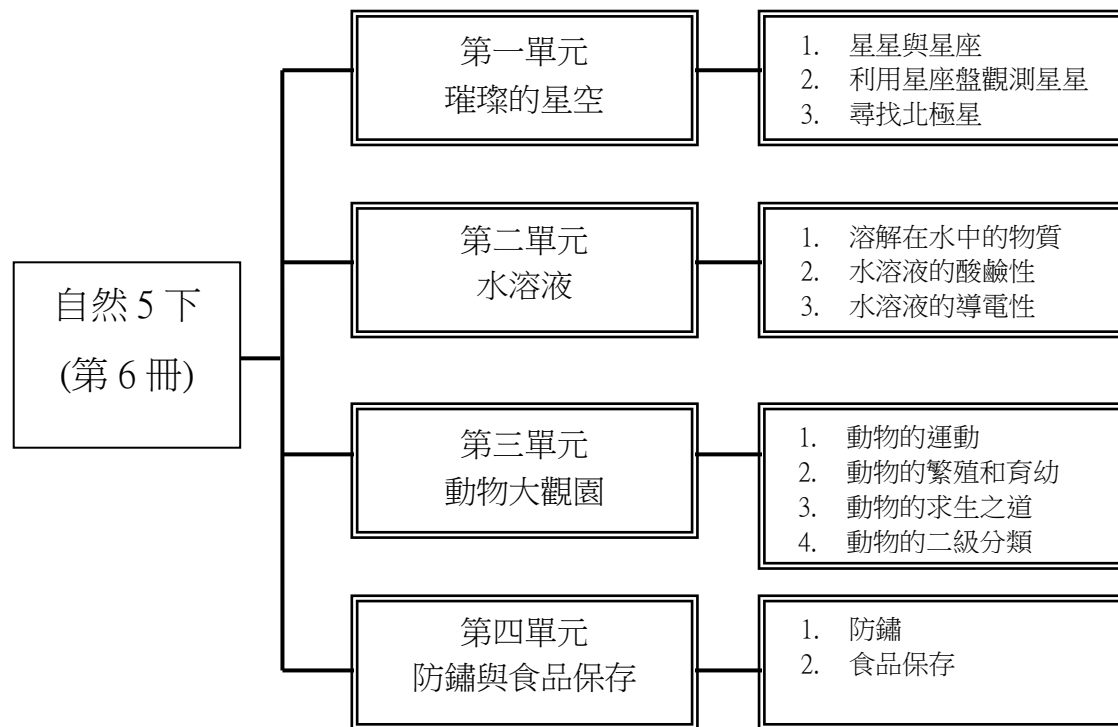 自然 5 下
(第 6 冊)
第一單元
璀璨的星空
1. 星星與星座
2. 利用星座盤觀測星星
3. 尋找北極星
第二單元
水溶液
1. 溶解在水中的物質
2. 水溶液的酸鹼性
3. 水溶液的導電性
第三單元
動物大觀園
1. 動物的運動
2. 動物的繁殖和育幼
3. 動物的求生之道
4. 動物的二級分類
第四單元
防鏽與食品保存
1. 防鏽
2. 食品保存